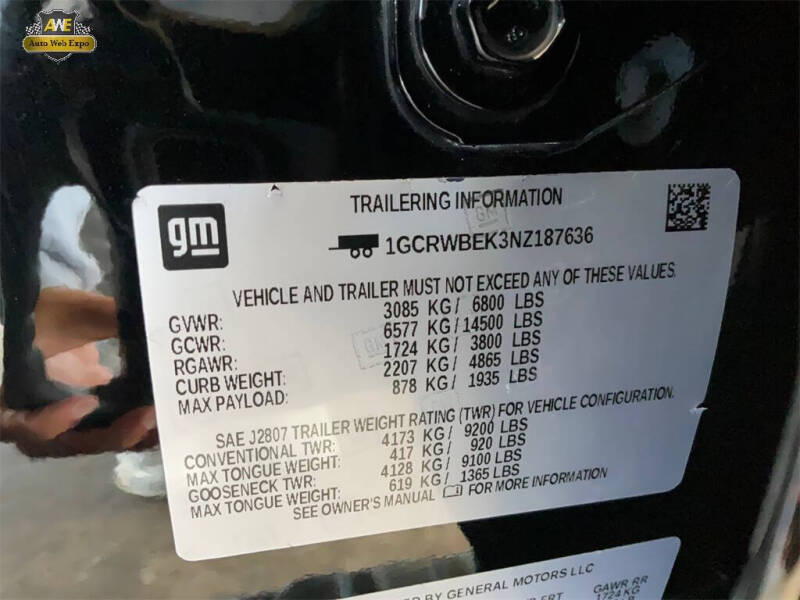 AWE
Auto Web Expo
gm
TRAILERING INFORMATION
1GCRWBEK3NZ187636
VEHICLE AND TRAILER MUST NOT EXCEED ANY OF THESE VALUES.
GVWR: 3085 KG / 6800 LBS
GCWR: 6577 KG / 14500 LBS
RGAWR: 1724 KG / 3800 LBS
CURB WEIGHT: 2207 KG / 4865 LBS
MAX PAYLOAD: 878 KG / 1935 LBS
SAE J2807 TRAILER WEIGHT RATING (TWR) FOR VEHICLE CONFIGURATION.
CONVENTIONAL TWR: 4173 KG / 9200 LBS
MAX TONGUE WEIGHT: 417 KG / 920 LBS
GOOSENECK TWR: 4128 KG / 9100 LBS
MAX TONGUE WEIGHT: 619 KG / 1365 LBS
SEE OWNER'S MANUAL FOR MORE INFORMATION
BY GENERAL MOTORS LLC
GAWR RR
FRT 1724 KG